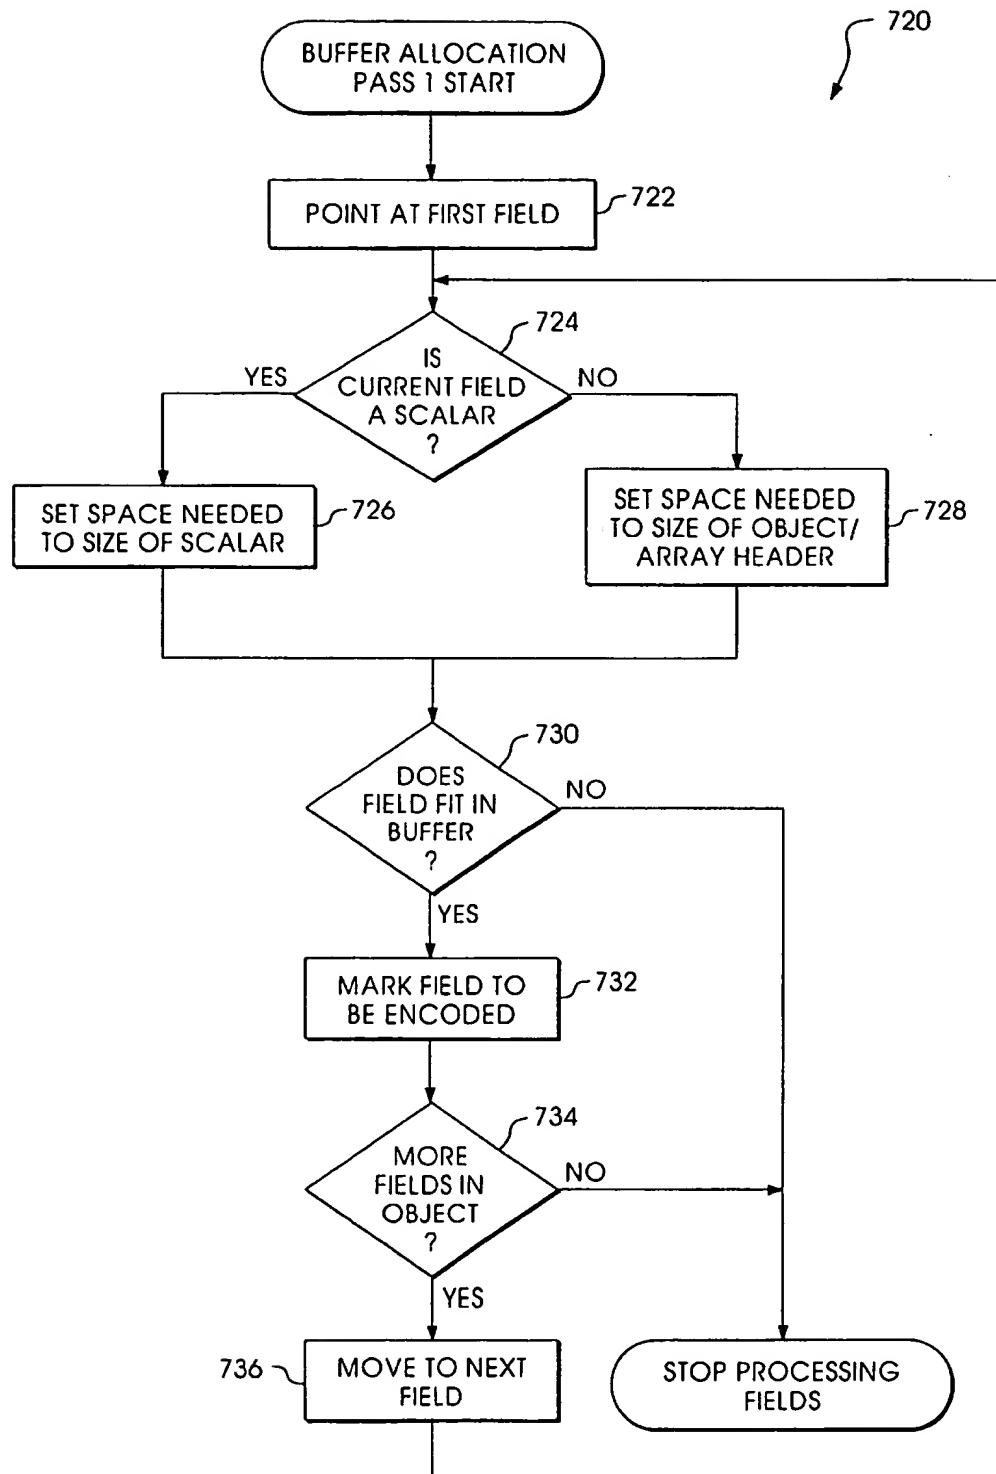 720
BUFFER ALLOCATION
PASS 1 START
POINT AT FIRST FIELD
722
724
IS
CURRENT FIELD
A SCALAR
?
YES
NO
SET SPACE NEEDED
TO SIZE OF SCALAR
726
SET SPACE NEEDED
TO SIZE OF OBJECT/
ARRAY HEADER
728
730
DOES
FIELD FIT IN
BUFFER
?
NO
YES
MARK FIELD TO
BE ENCODED
732
734
MORE
FIELDS IN
OBJECT
?
NO
YES
736
MOVE TO NEXT
FIELD
STOP PROCESSING
FIELDS